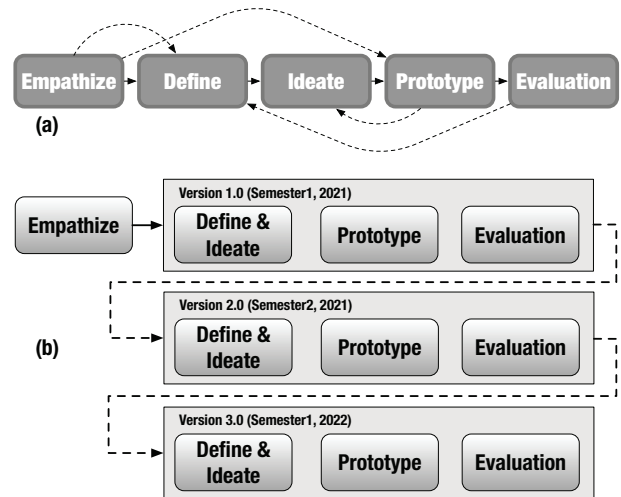 Empathize Define Ideate Prototype Evaluation
(a)
Version 1.0 (Semester1, 2021)
Empathize
Define &
Ideate
Prototype
Evaluation
Version 2.0 (Semester2, 2021)
(b)
Define &
Ideate
Prototype
Evaluation
Version 3.0 (Semester1, 2022)
Define &
Ideate
Prototype
Evaluation